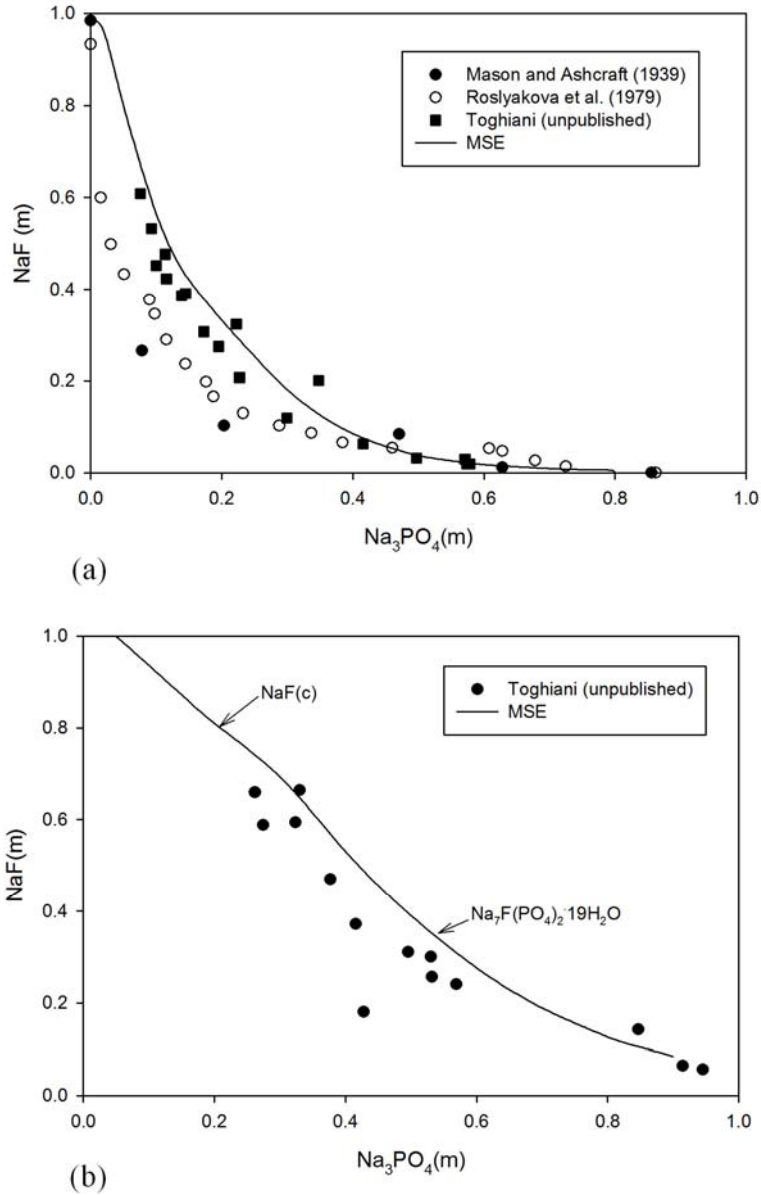 1.0
0.8
0.6
0.4
0.2
0.0
NaF (m)
Mason and Ashcraft (1939)
Roslyakova et al. (1979)
Toghiani (unpublished)
MSE
0.0 0.2 0.4 0.6 0.8 1.0
Na₃PO₄(m)
(a)
1.0
0.8
0.6
0.4
0.2
0.0
NaF(m)
Toghiani (unpublished)
MSE
NaF(c)
Na₇F(PO₄)₂·19H₂O
0.0 0.2 0.4 0.6 0.8 1.0
Na₃PO₄(m)
(b)